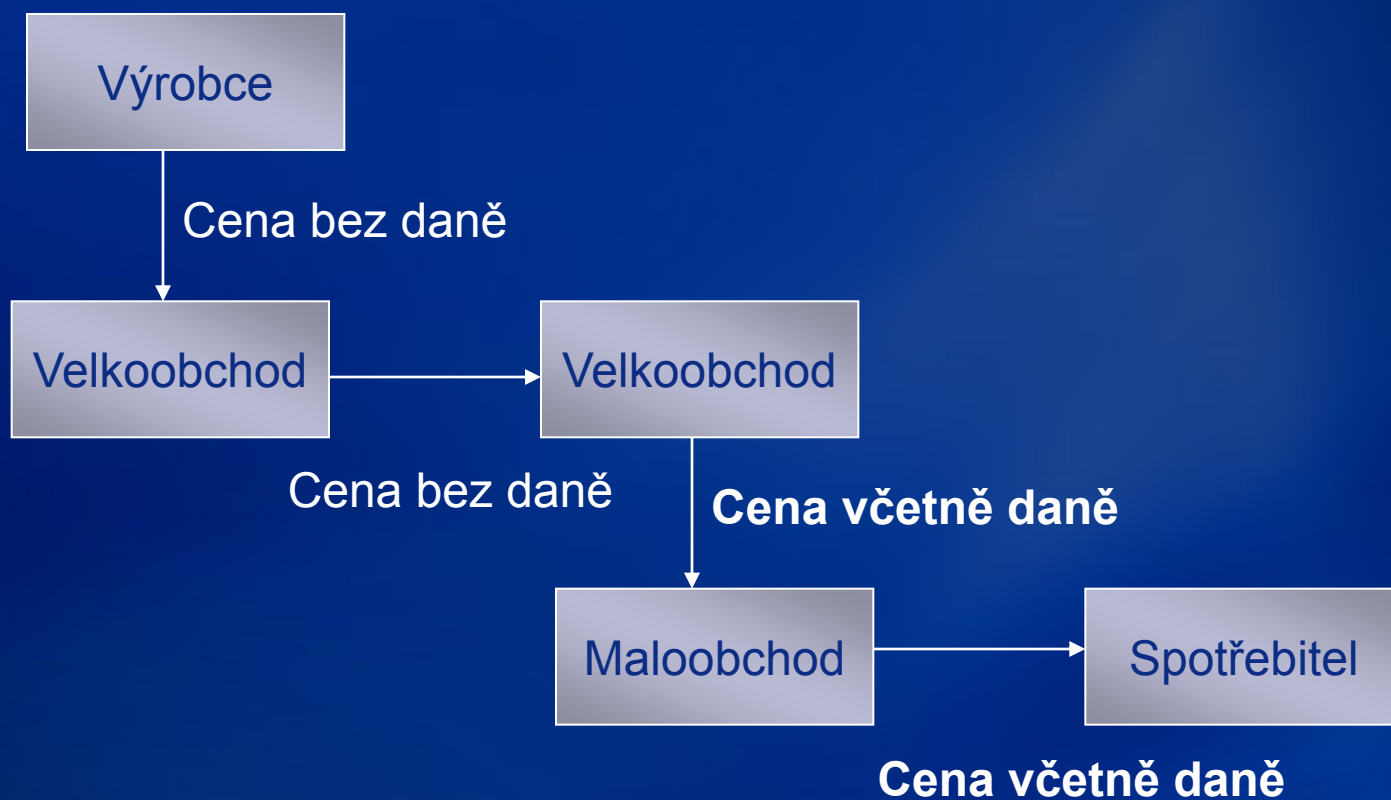 Výrobce
Cena bez daně
Velkoobchod
Velkoobchod
Cena bez daně
Cena včetně daně
Maloobchod
Spotřebitel
Cena včetně daně